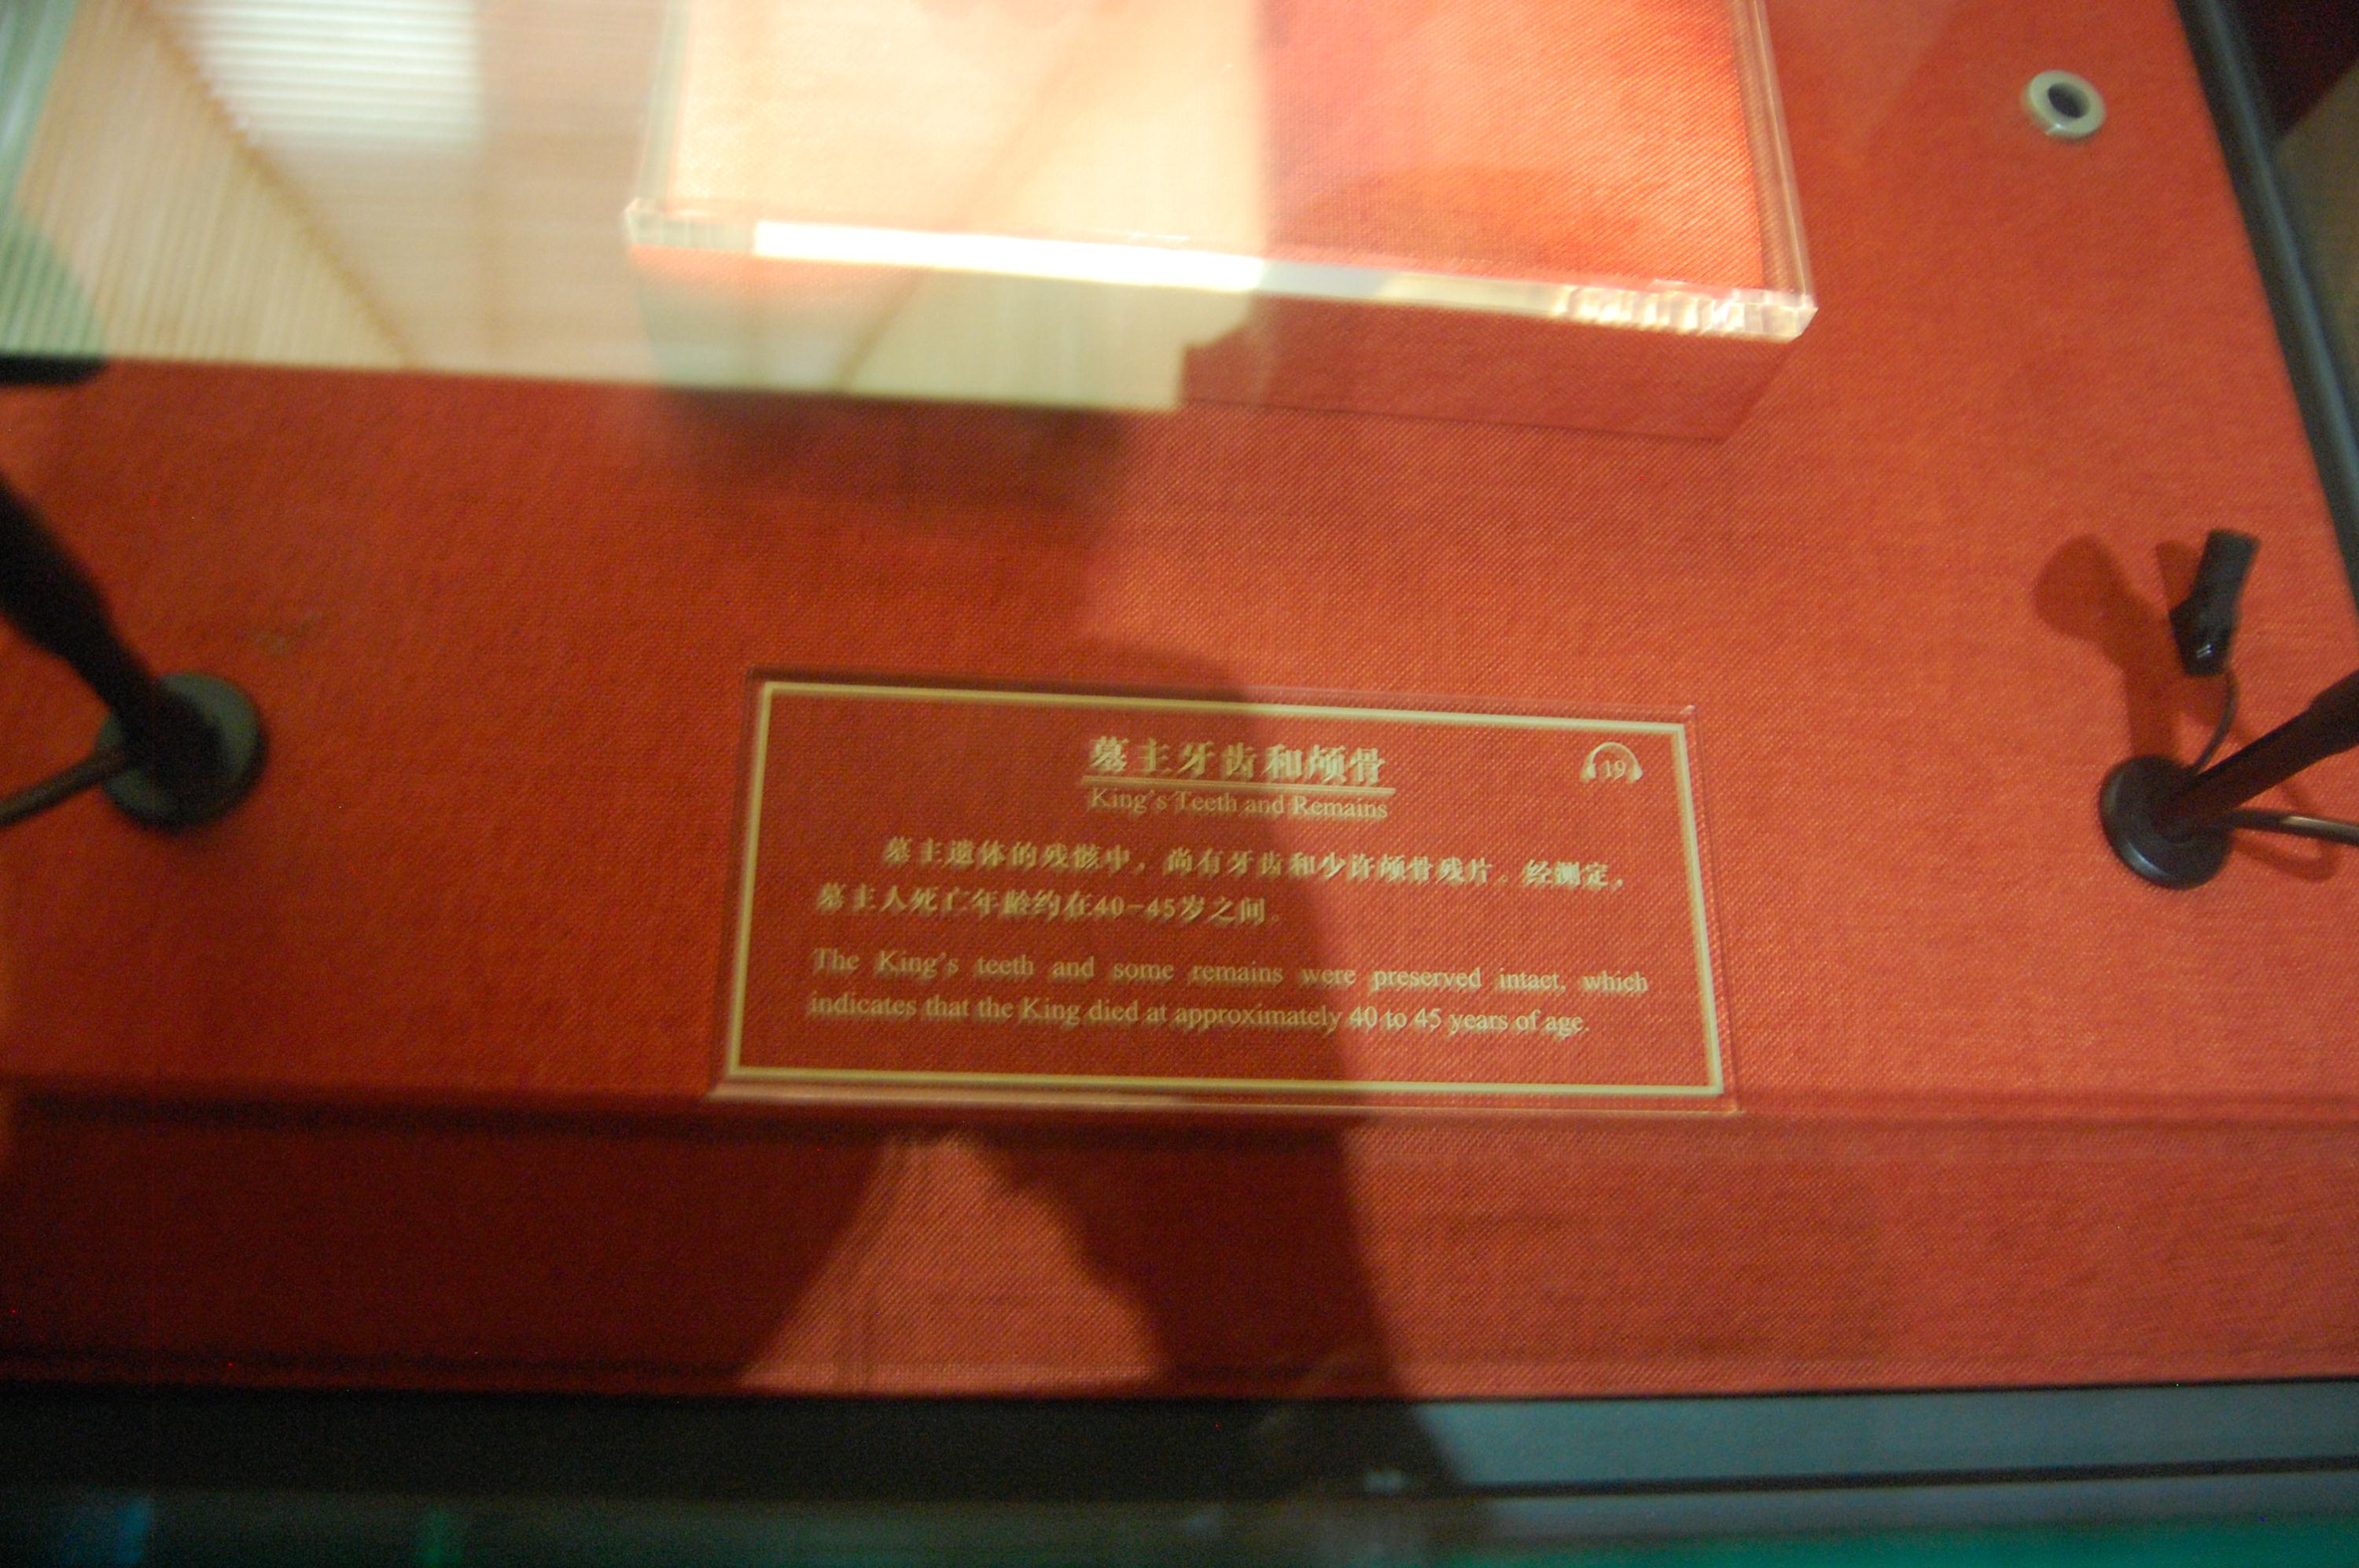 墓主牙齿和颅骨
19
King's Teeth and Remains
墓主遗体的残骸中，尚有牙齿和少许颅骨残片。经测定，
墓主人死亡年龄约在40-45岁之间。
The King's teeth and some remains were preserved intact, which
indicates that the King died at approximately 40 to 45 years of age.